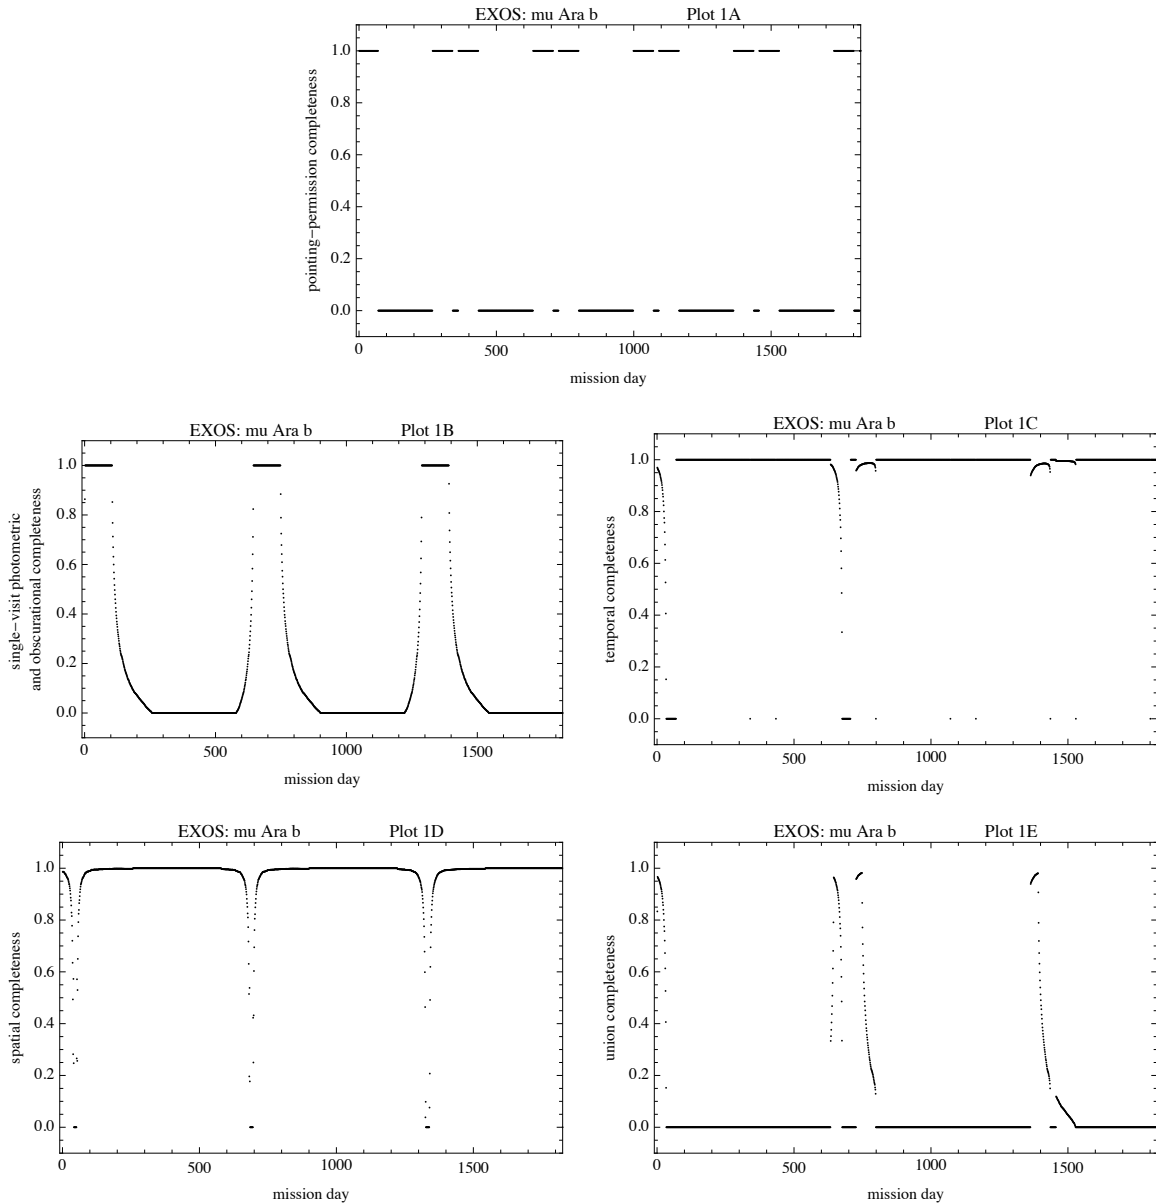 EXOS: mu Ara b Plot 1A
1.0
0.8
0.6
0.4
0.2
0.0
pointing-permission completeness
0 500 1000 1500
mission day
EXOS: mu Ara b Plot 1B
1.0
0.8
0.6
0.4
0.2
0.0
single-visit photometric
and obscurational completeness
0 500 1000 1500
mission day
EXOS: mu Ara b Plot 1C
1.0
0.8
0.6
0.4
0.2
0.0
temporal completeness
0 500 1000 1500
mission day
EXOS: mu Ara b Plot 1D
1.0
0.8
0.6
0.4
0.2
0.0
spatial completeness
0 500 1000 1500
mission day
EXOS: mu Ara b Plot 1E
1.0
0.8
0.6
0.4
0.2
0.0
union completeness
0 500 1000 1500
mission day